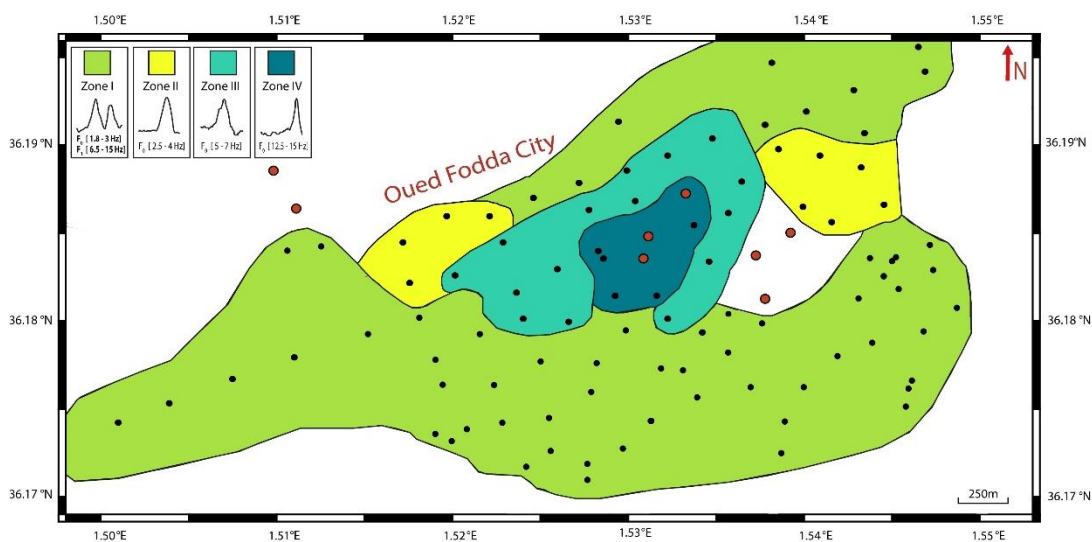 1.50°E 1.51°E 1.52°E 1.53°E 1.54°E 1.55°E
Zone I Zone II Zone III Zone IV
F₀ [ 1.8 - 3 Hz]
F₁ [ 6.5 - 15 Hz]
F₀ [ 2.5 - 4 Hz]
F₀ [ 5 - 7 Hz]
F₀ [ 12.5 - 15 Hz]
N
Oued Fodda City
36.19°N 36.19°N
36.18°N 36.18°N
36.17°N 36.17°N
250m
1.50°E 1.51°E 1.52°E 1.53°E 1.54°E 1.55°E